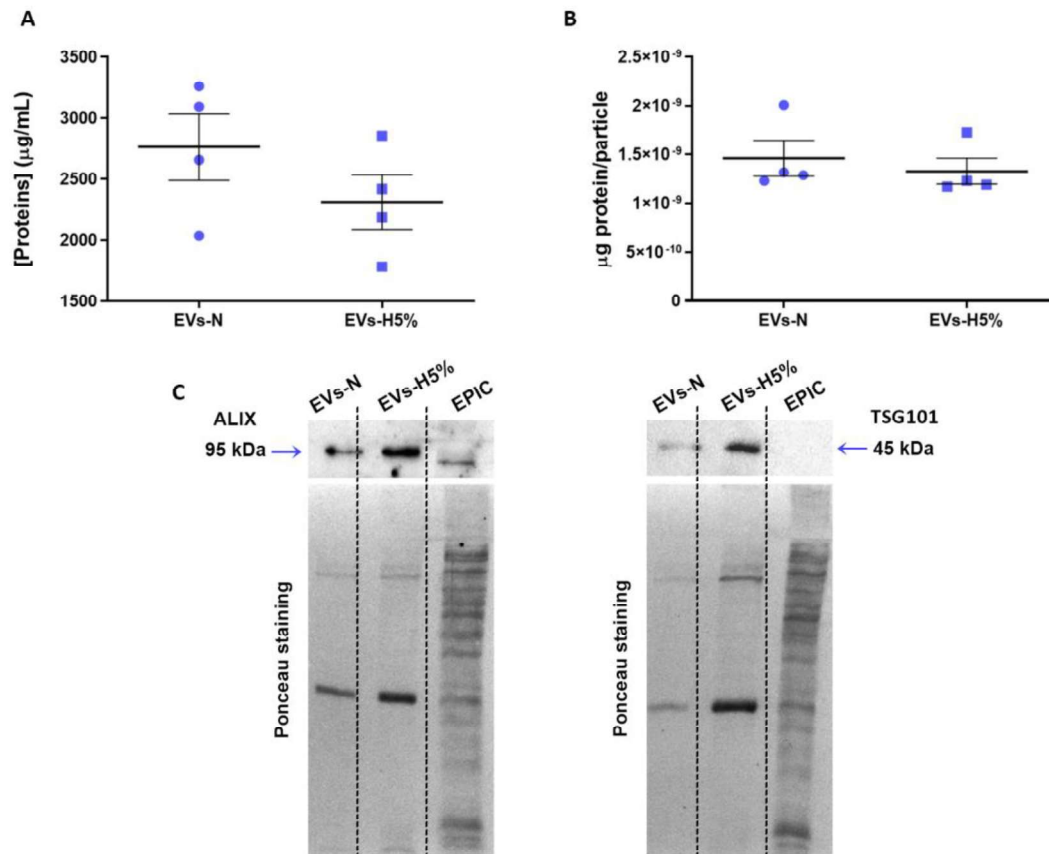 A
[Proteins] (μg/mL)
3500
3000
2500
2000
1500
EVs-N
EVs-H5%
B
μg protein/particle
2.5×10⁻⁹
2×10⁻⁹
1.5×10⁻⁹
1×10⁻⁹
5×10⁻¹⁰
0
EVs-N
EVs-H5%
C
EVs-N
EVs-H5%
EPIC
ALIX
95 kDa
Ponceau staining
EVs-N
EVs-H5%
EPIC
TSG101
45 kDa
Ponceau staining